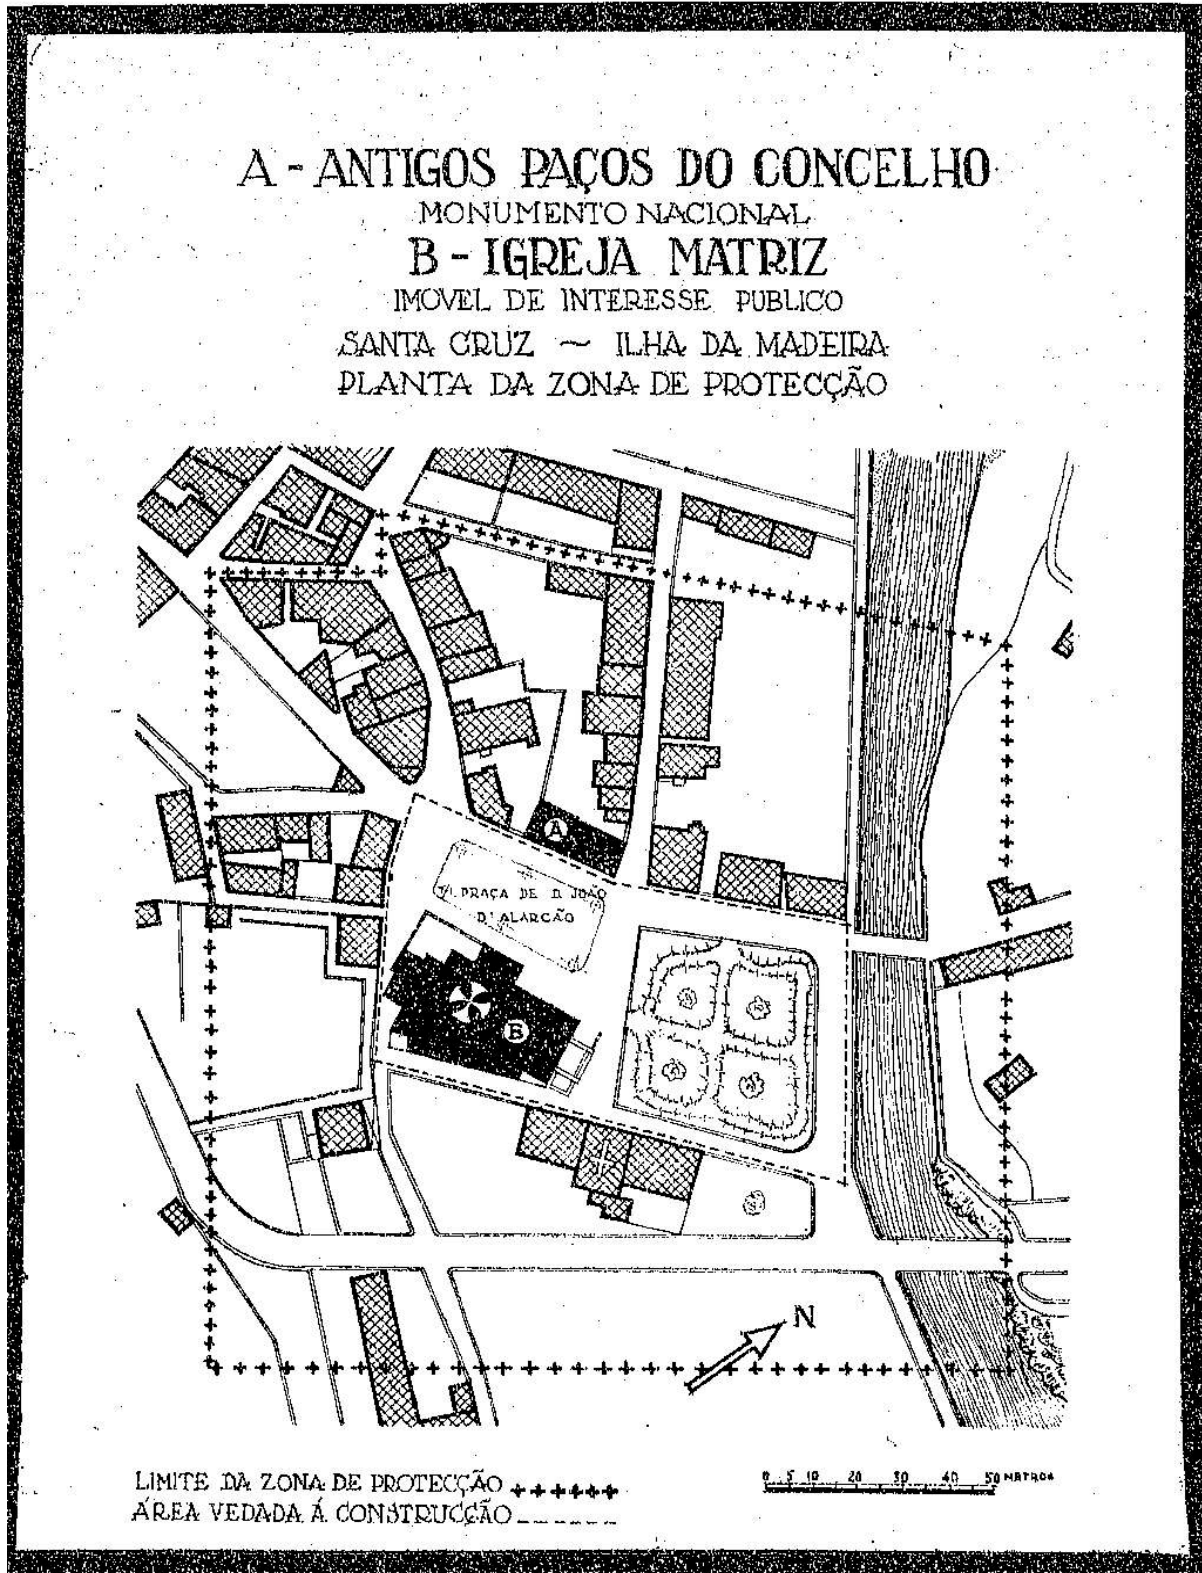 A - ANTIGOS PAÇOS DO CONCELHO
MONUMENTO NACIONAL
B - IGREJA MATRIZ
IMOVEL DE INTERESSE PUBLICO
SANTA CRUZ ~ ILHA DA MADEIRA
PLANTA DA ZONA DE PROTECÇÃO
A
PRAÇA DE D. JOÃO
D'ALARCÃO
B
N
LIMITE DA ZONA DE PROTECÇÃO
ÁREA VEDADA Á CONSTRUCÇÃO
0 5 10 20 30 40 50 METROS